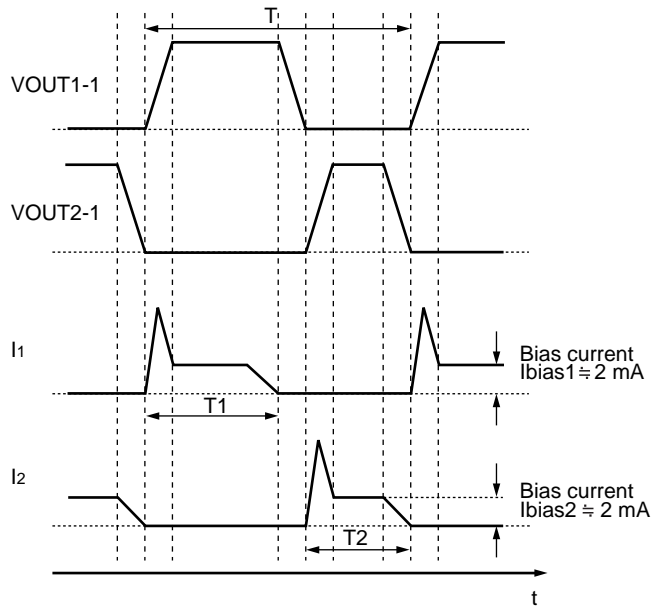 T
VOUT1-1
VOUT2-1
I1
Bias current
Ibias1≒2 mA
T1
I2
Bias current
Ibias2 ≒ 2 mA
T2
t